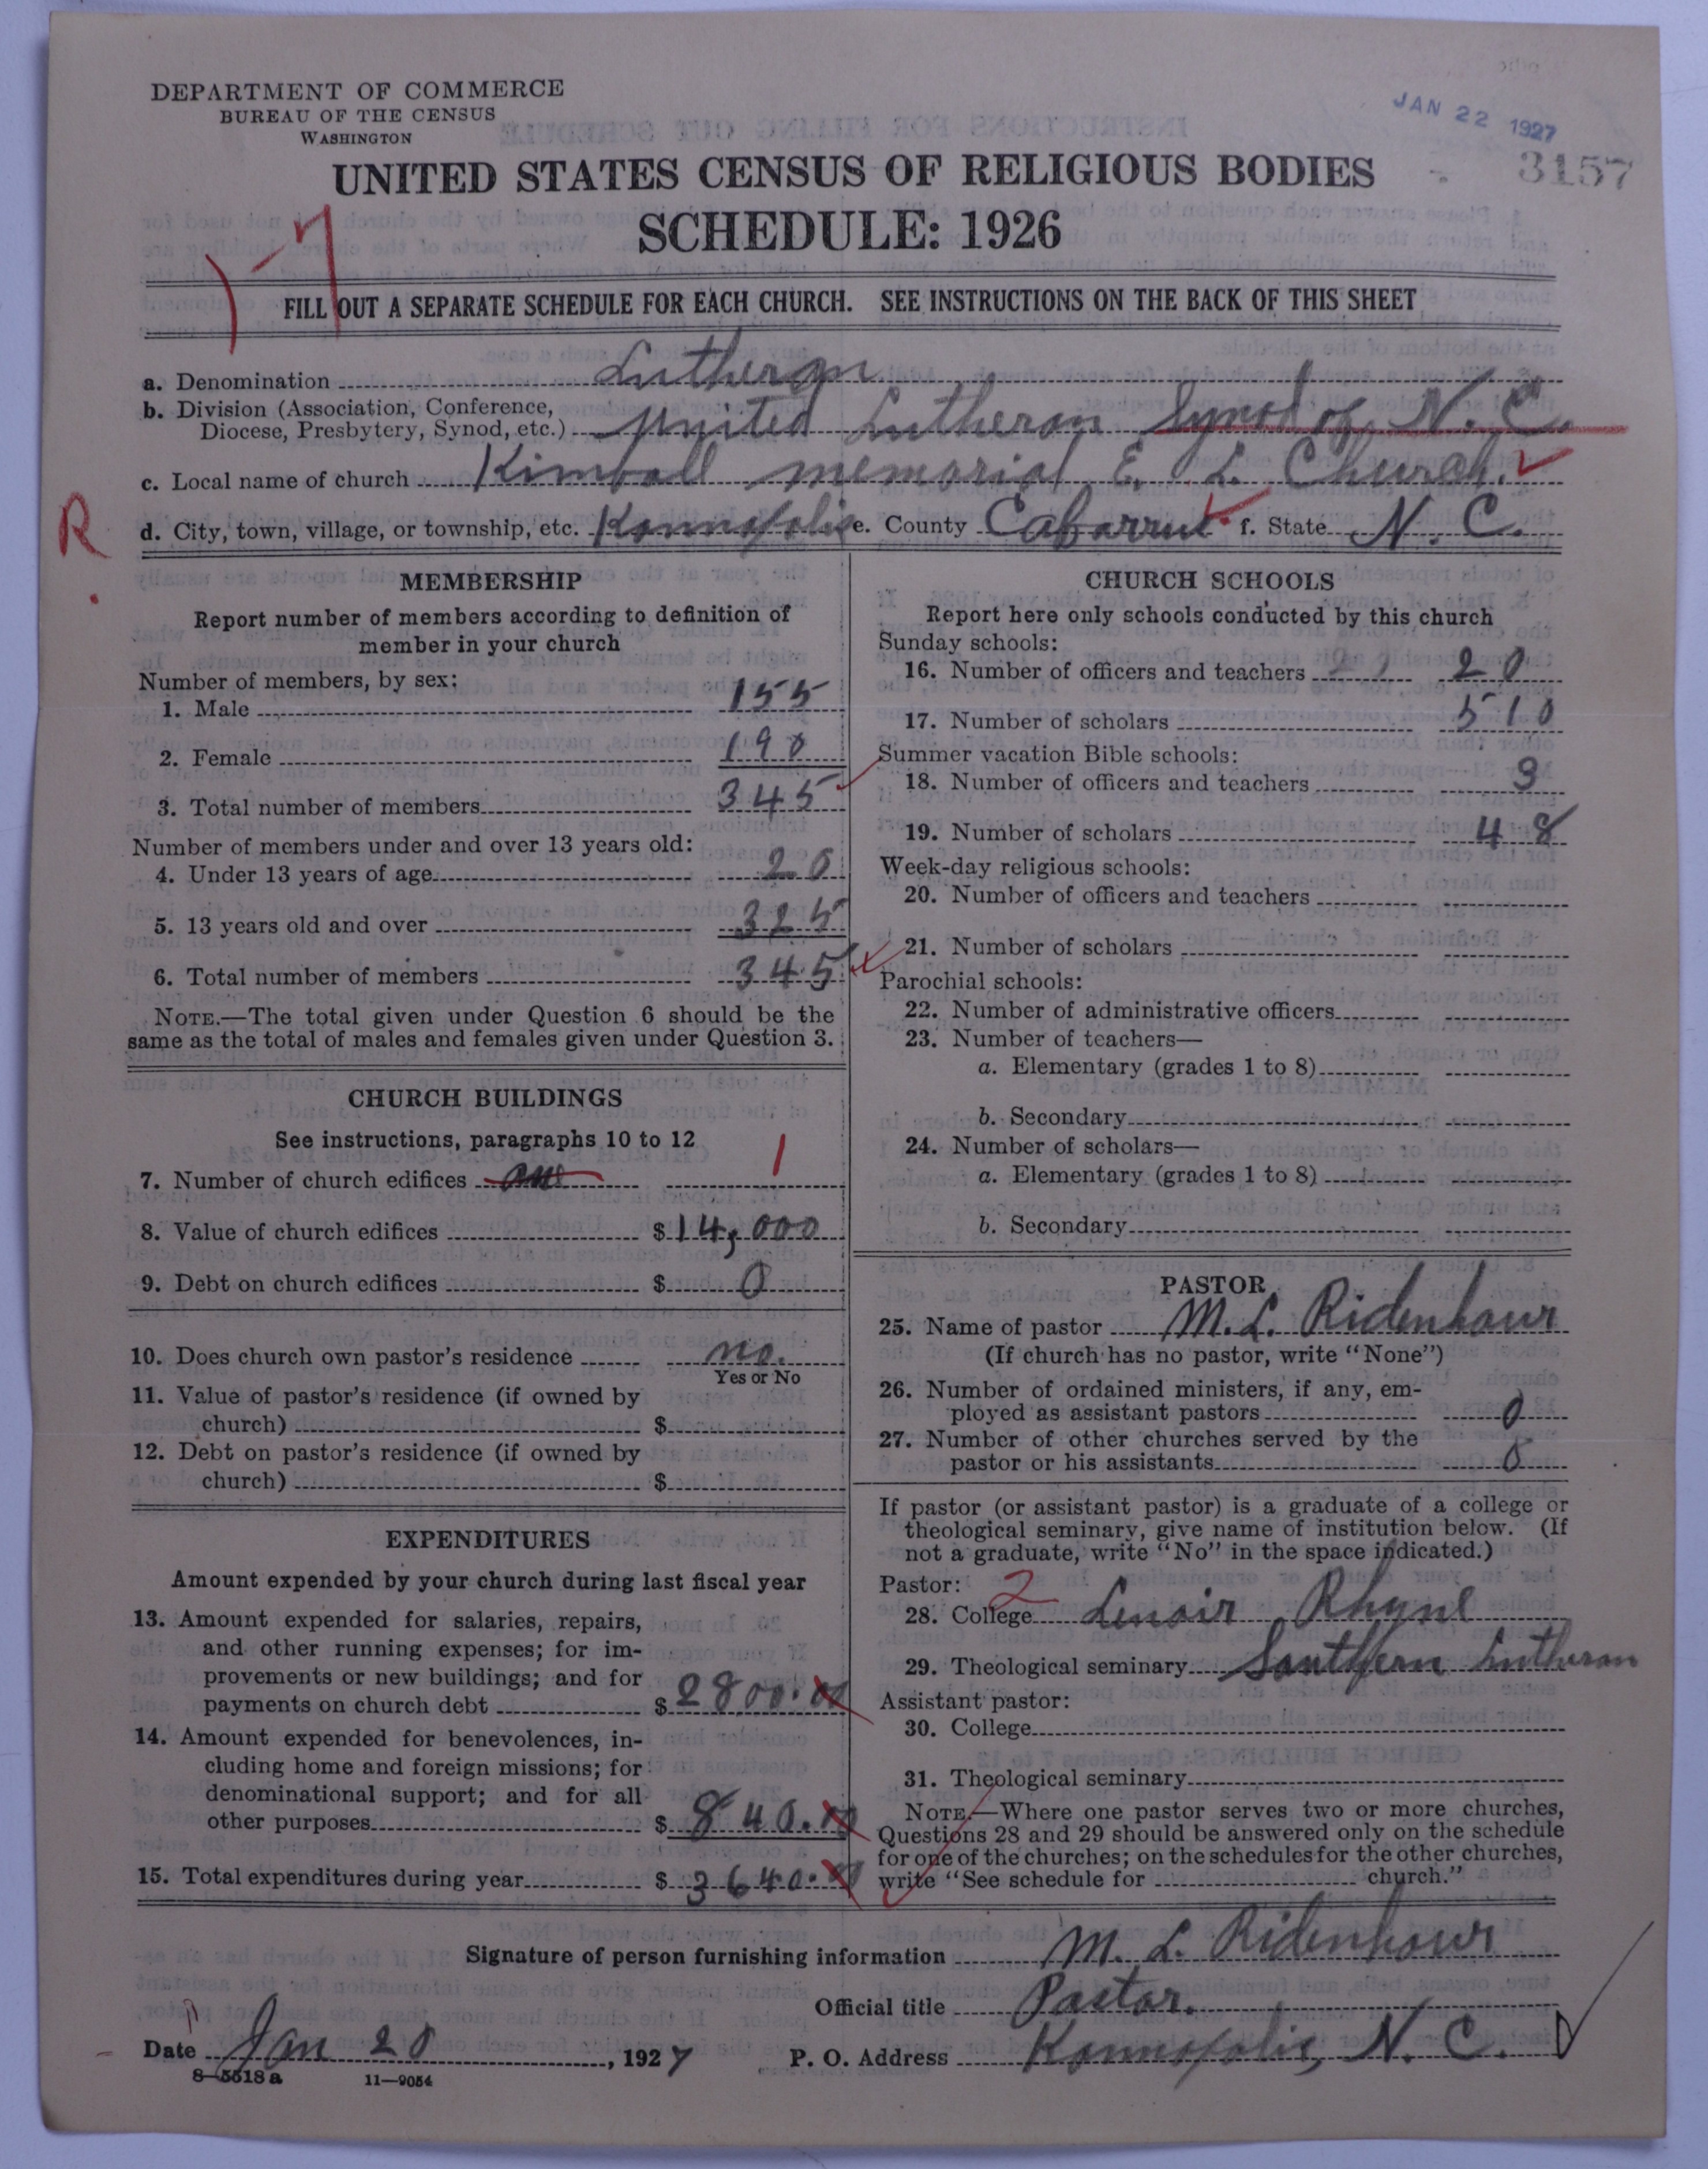 JAN 22 1927
3157
DEPARTMENT OF COMMERCE
BUREAU OF THE CENSUS
WASHINGTON
UNITED STATES CENSUS OF RELIGIOUS BODIES
SCHEDULE: 1926
FILL OUT A SEPARATE SCHEDULE FOR EACH CHURCH. SEE INSTRUCTIONS ON THE BACK OF THIS SHEET
a. Denomination Lutheran
b. Division (Association, Conference,
Diocese, Presbytery, Synod, etc.) United Lutheran Synod of N. C.
c. Local name of church Kimball memorial E. L. Church.
R
d. City, town, village, or township, etc. Kannapolis e. County Cabarrus f. State N. C.
MEMBERSHIP
Report number of members according to definition of
member in your church
Number of members, by sex:
1. Male 155
2. Female 190
3. Total number of members 345
Number of members under and over 13 years old:
4. Under 13 years of age 20
5. 13 years old and over 325
6. Total number of members 345
NOTE.—The total given under Question 6 should be the
same as the total of males and females given under Question 3.
CHURCH BUILDINGS
See instructions, paragraphs 10 to 12
7. Number of church edifices one 1
8. Value of church edifices $ 14,000
9. Debt on church edifices $ 0
10. Does church own pastor's residence no.
Yes or No
11. Value of pastor's residence (if owned by
church) $
12. Debt on pastor's residence (if owned by
church) $
EXPENDITURES
Amount expended by your church during last fiscal year
13. Amount expended for salaries, repairs,
and other running expenses; for im-
provements or new buildings; and for
payments on church debt $ 2800.00
14. Amount expended for benevolences, in-
cluding home and foreign missions; for
denominational support; and for all
other purposes $ 840.00
15. Total expenditures during year $ 3640.00
CHURCH SCHOOLS
Report here only schools conducted by this church
Sunday schools:
16. Number of officers and teachers 20
17. Number of scholars 510
Summer vacation Bible schools:
18. Number of officers and teachers 3
19. Number of scholars 48
Week-day religious schools:
20. Number of officers and teachers
21. Number of scholars
Parochial schools:
22. Number of administrative officers
23. Number of teachers—
a. Elementary (grades 1 to 8)
b. Secondary
24. Number of scholars—
a. Elementary (grades 1 to 8)
b. Secondary
PASTOR
25. Name of pastor M. L. Ridenhour
(If church has no pastor, write "None")
26. Number of ordained ministers, if any, em-
ployed as assistant pastors 0
27. Number of other churches served by the
pastor or his assistants 0
If pastor (or assistant pastor) is a graduate of a college or
theological seminary, give name of institution below. (If
not a graduate, write "No" in the space indicated.)
Pastor: 2
28. College Lenoir Rhyne
29. Theological seminary Southern Lutheran
Assistant pastor:
30. College
31. Theological seminary
NOTE.—Where one pastor serves two or more churches,
Questions 28 and 29 should be answered only on the schedule
for one of the churches; on the schedules for the other churches,
write "See schedule for church."
Signature of person furnishing information M. L. Ridenhour
Official title Pastor.
Date Jan 20, 1927 P. O. Address Kannapolis, N. C.
8—5518a 11—9054